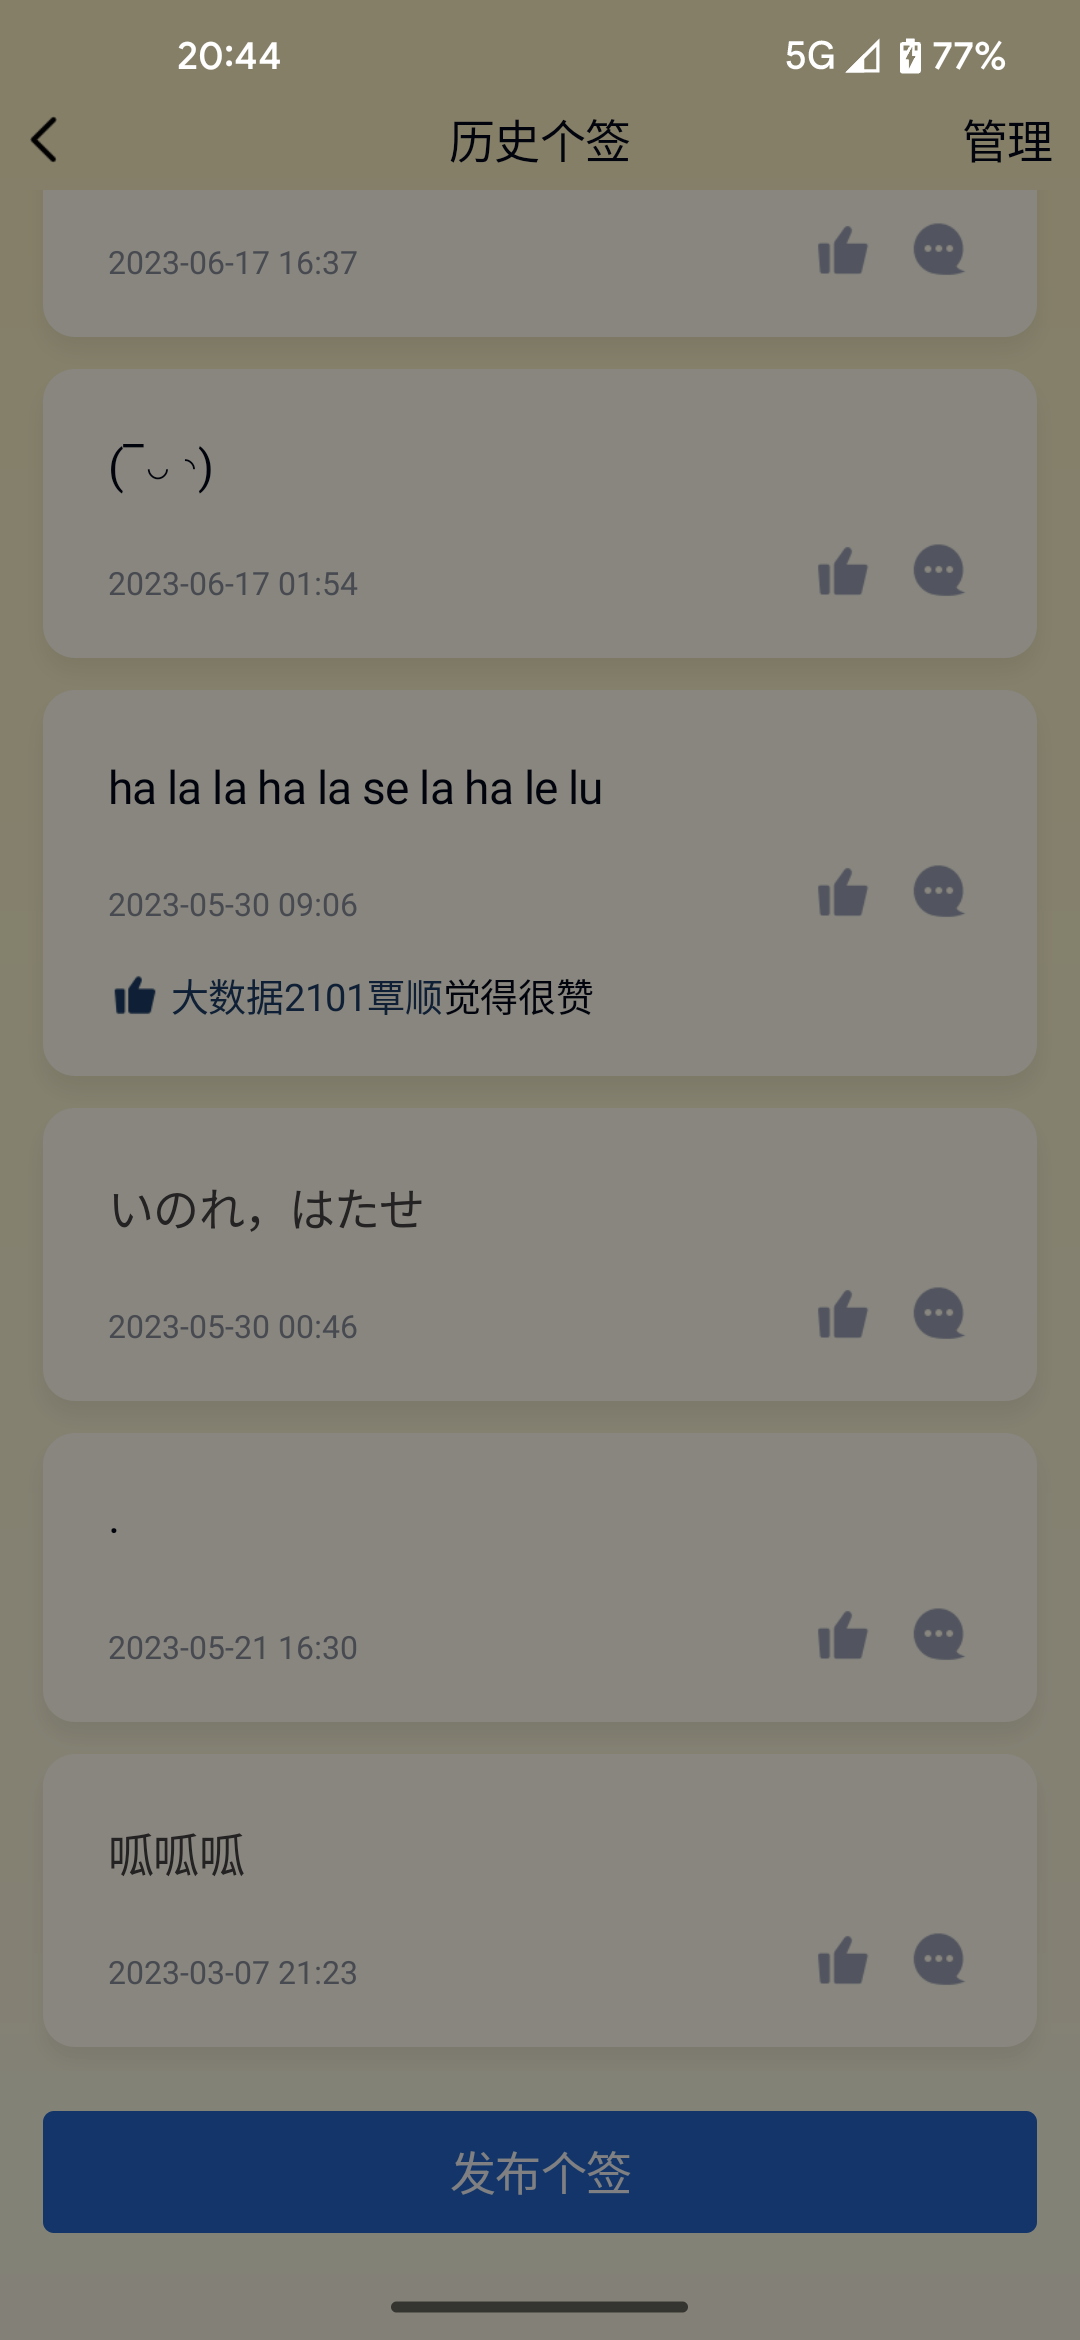 20:44
5G 77%
历史个签
管理
2023-06-17 16:37
(‾◡◝)
2023-06-17 01:54
ha la la ha la se la ha le lu
2023-05-30 09:06
大数据2101覃顺觉得很赞
いのれ，はたせ
2023-05-30 00:46
.
2023-05-21 16:30
呱呱呱
2023-03-07 21:23
发布个签